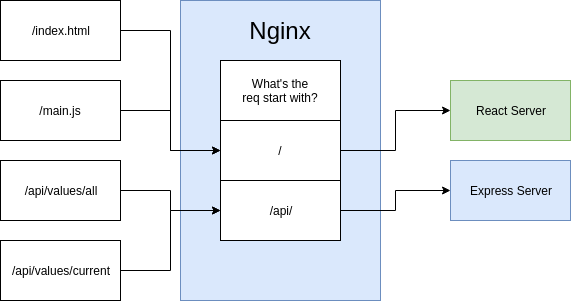 /index.html
/main.js
/api/values/all
/api/values/current
Nginx
What's the
req start with?
/
/api/
React Server
Express Server